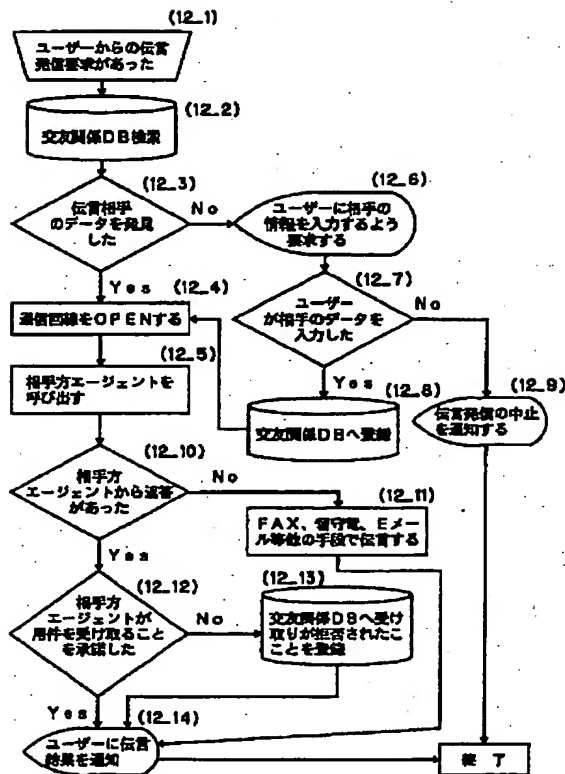 (12_1)
ユーザーからの伝言
発信要求があった
(12_2)
交友関係DB検索
(12_3)
伝言相手
のデータを発見
した
No
(12_6)
ユーザーに相手の
情報を入力するよう
要求する
Yes
(12_4)
通信回線をOPENする
(12_7)
ユーザー
が相手のデータを
入力した
No
(12_5)
相手方エージェントを
呼び出す
Yes
(12_8)
交友関係DBへ登録
(12_9)
伝言発信の中止
を通知する
(12_10)
相手方
エージェントから返答
があった
No
(12_11)
FAX、留守電、Eメー
ル等他の手段で伝言する
Yes
(12_12)
相手方
エージェントが
用件を受け取ること
を承諾した
No
(12_13)
交友関係DBへ受け
取りが拒否されたこ
ことを登録
Yes
(12_14)
ユーザーに伝言
結果を通知
終 了